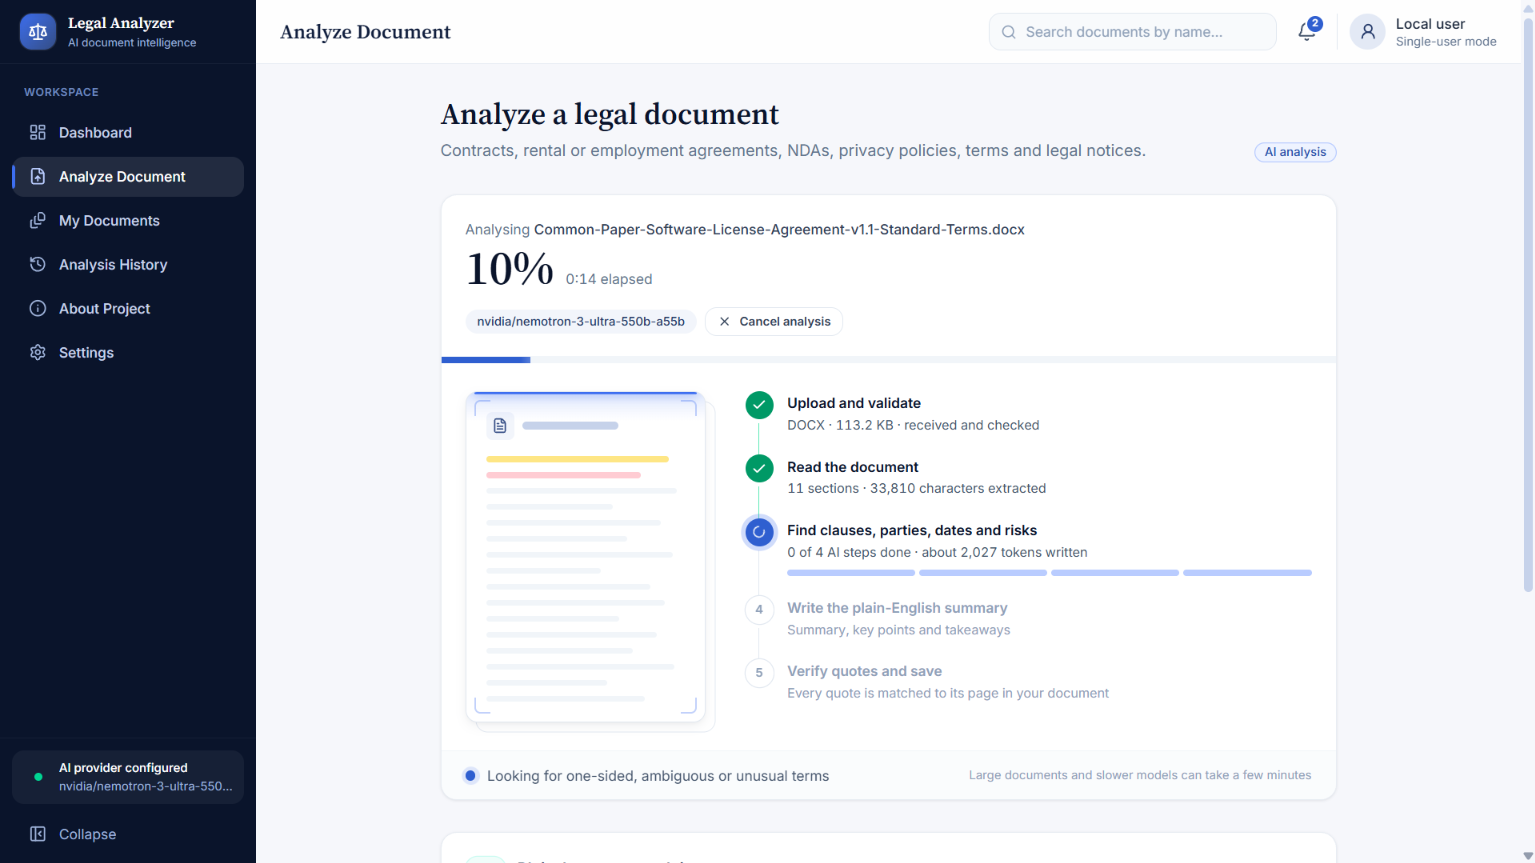 Legal Analyzer
AI document intelligence
WORKSPACE
Dashboard
Analyze Document
My Documents
Analysis History
About Project
Settings
AI provider configured
nvidia/nemotron-3-ultra-550...
Collapse
Analyze Document
Search documents by name...
2
Local user
Single-user mode
Analyze a legal document
Contracts, rental or employment agreements, NDAs, privacy policies, terms and legal notices.
AI analysis
Analysing Common-Paper-Software-License-Agreement-v1.1-Standard-Terms.docx
10% 0:14 elapsed
nvidia/nemotron-3-ultra-550b-a55b
Cancel analysis
Upload and validate
DOCX · 113.2 KB · received and checked
Read the document
11 sections · 33,810 characters extracted
Find clauses, parties, dates and risks
0 of 4 AI steps done · about 2,027 tokens written
4 Write the plain-English summary
Summary, key points and takeaways
5 Verify quotes and save
Every quote is matched to its page in your document
Looking for one-sided, ambiguous or unusual terms
Large documents and slower models can take a few minutes